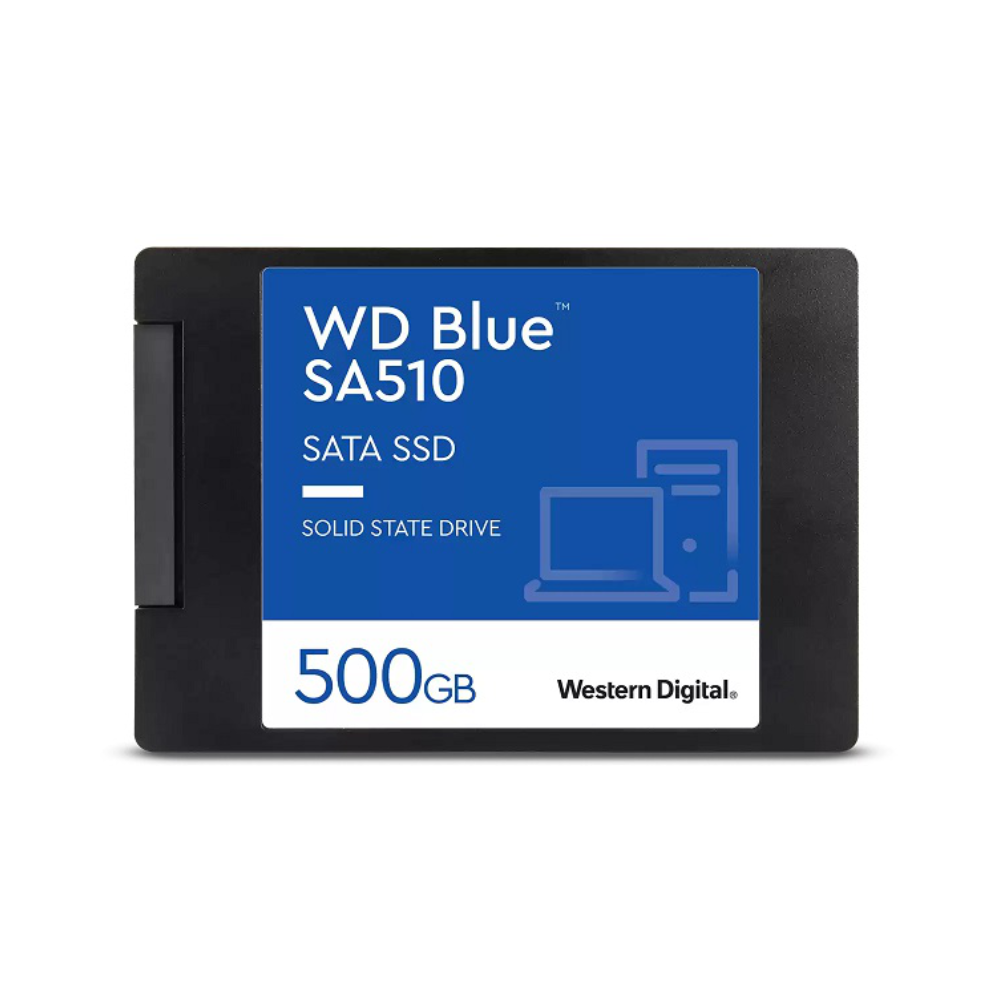 WD Blue™
SA510
SATA SSD
SOLID STATE DRIVE
500GB
Western Digital®